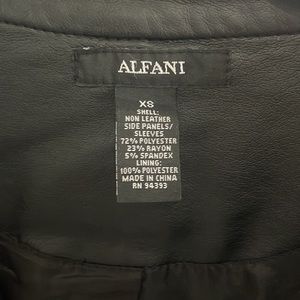 ALFANI
XS
SHELL:
NON LEATHER
SIDE PANELS/
SLEEVES
72% POLYESTER
23% RAYON
5% SPANDEX
LINING:
100% POLYESTER
MADE IN CHINA
RN 94393